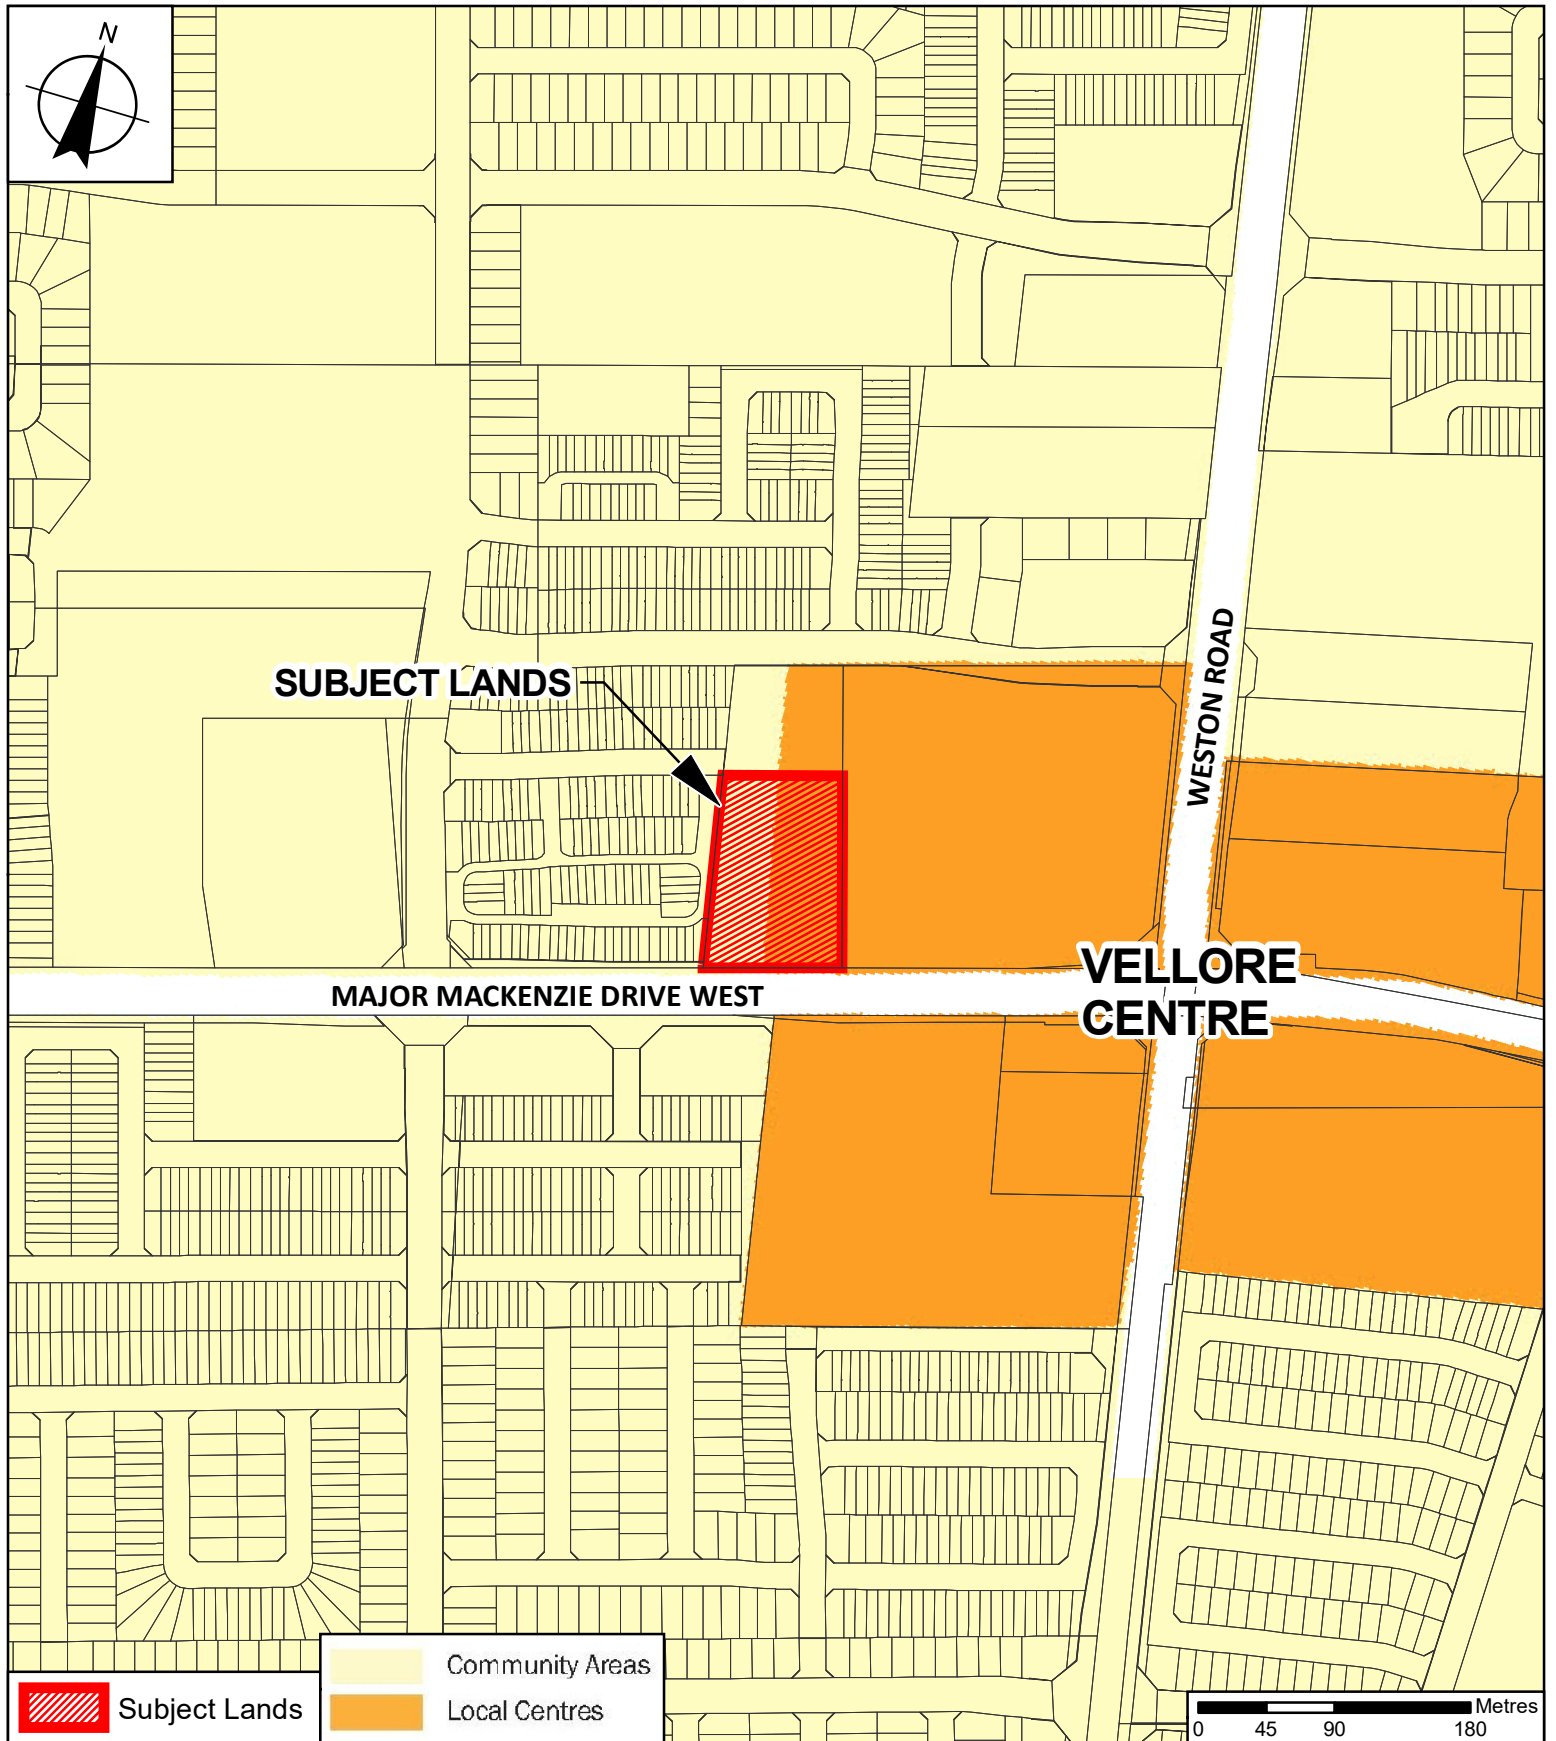 N
SUBJECT LANDS
WESTON ROAD
VELLORE
CENTRE
MAJOR MACKENZIE DRIVE WEST
Community Areas
Local Centres
Subject Lands
Metres
0 45 90 180